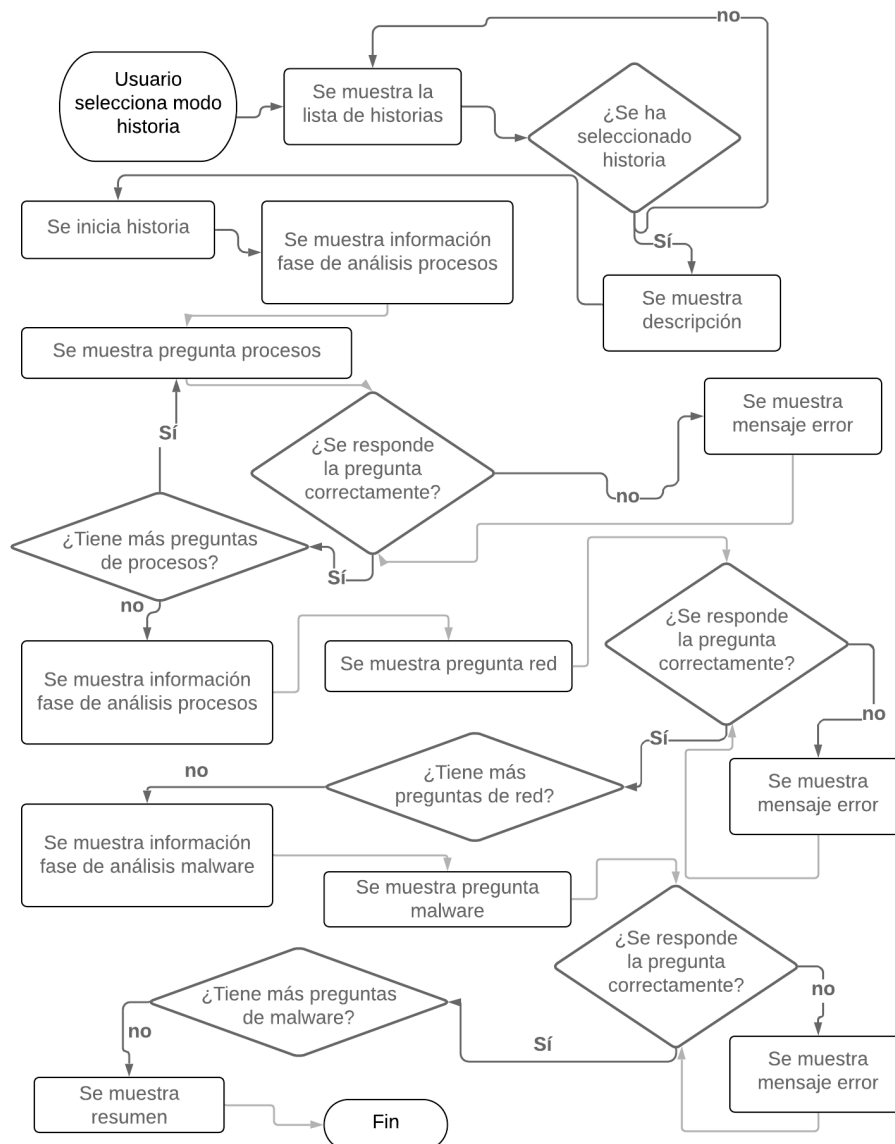 no
Usuario
selecciona modo
historia
Se muestra la
lista de historias
¿Se ha
seleccionado
historia
Se inicia historia
Se muestra información
fase de análisis procesos
Sí
Se muestra
descripción
Se muestra pregunta procesos
Se muestra
mensaje error
Sí
¿Se responde
la pregunta
correctamente?
no
¿Tiene más preguntas
de procesos?
Sí
no
Se muestra información
fase de análisis procesos
Se muestra pregunta red
¿Se responde
la pregunta
correctamente?
no
Sí
Se muestra
mensaje error
¿Tiene más
preguntas de red?
no
Se muestra información
fase de análisis malware
Se muestra pregunta
malware
¿Se responde
la pregunta
correctamente?
no
Se muestra
mensaje error
Sí
¿Tiene más preguntas
de malware?
no
Se muestra
resumen
Fin